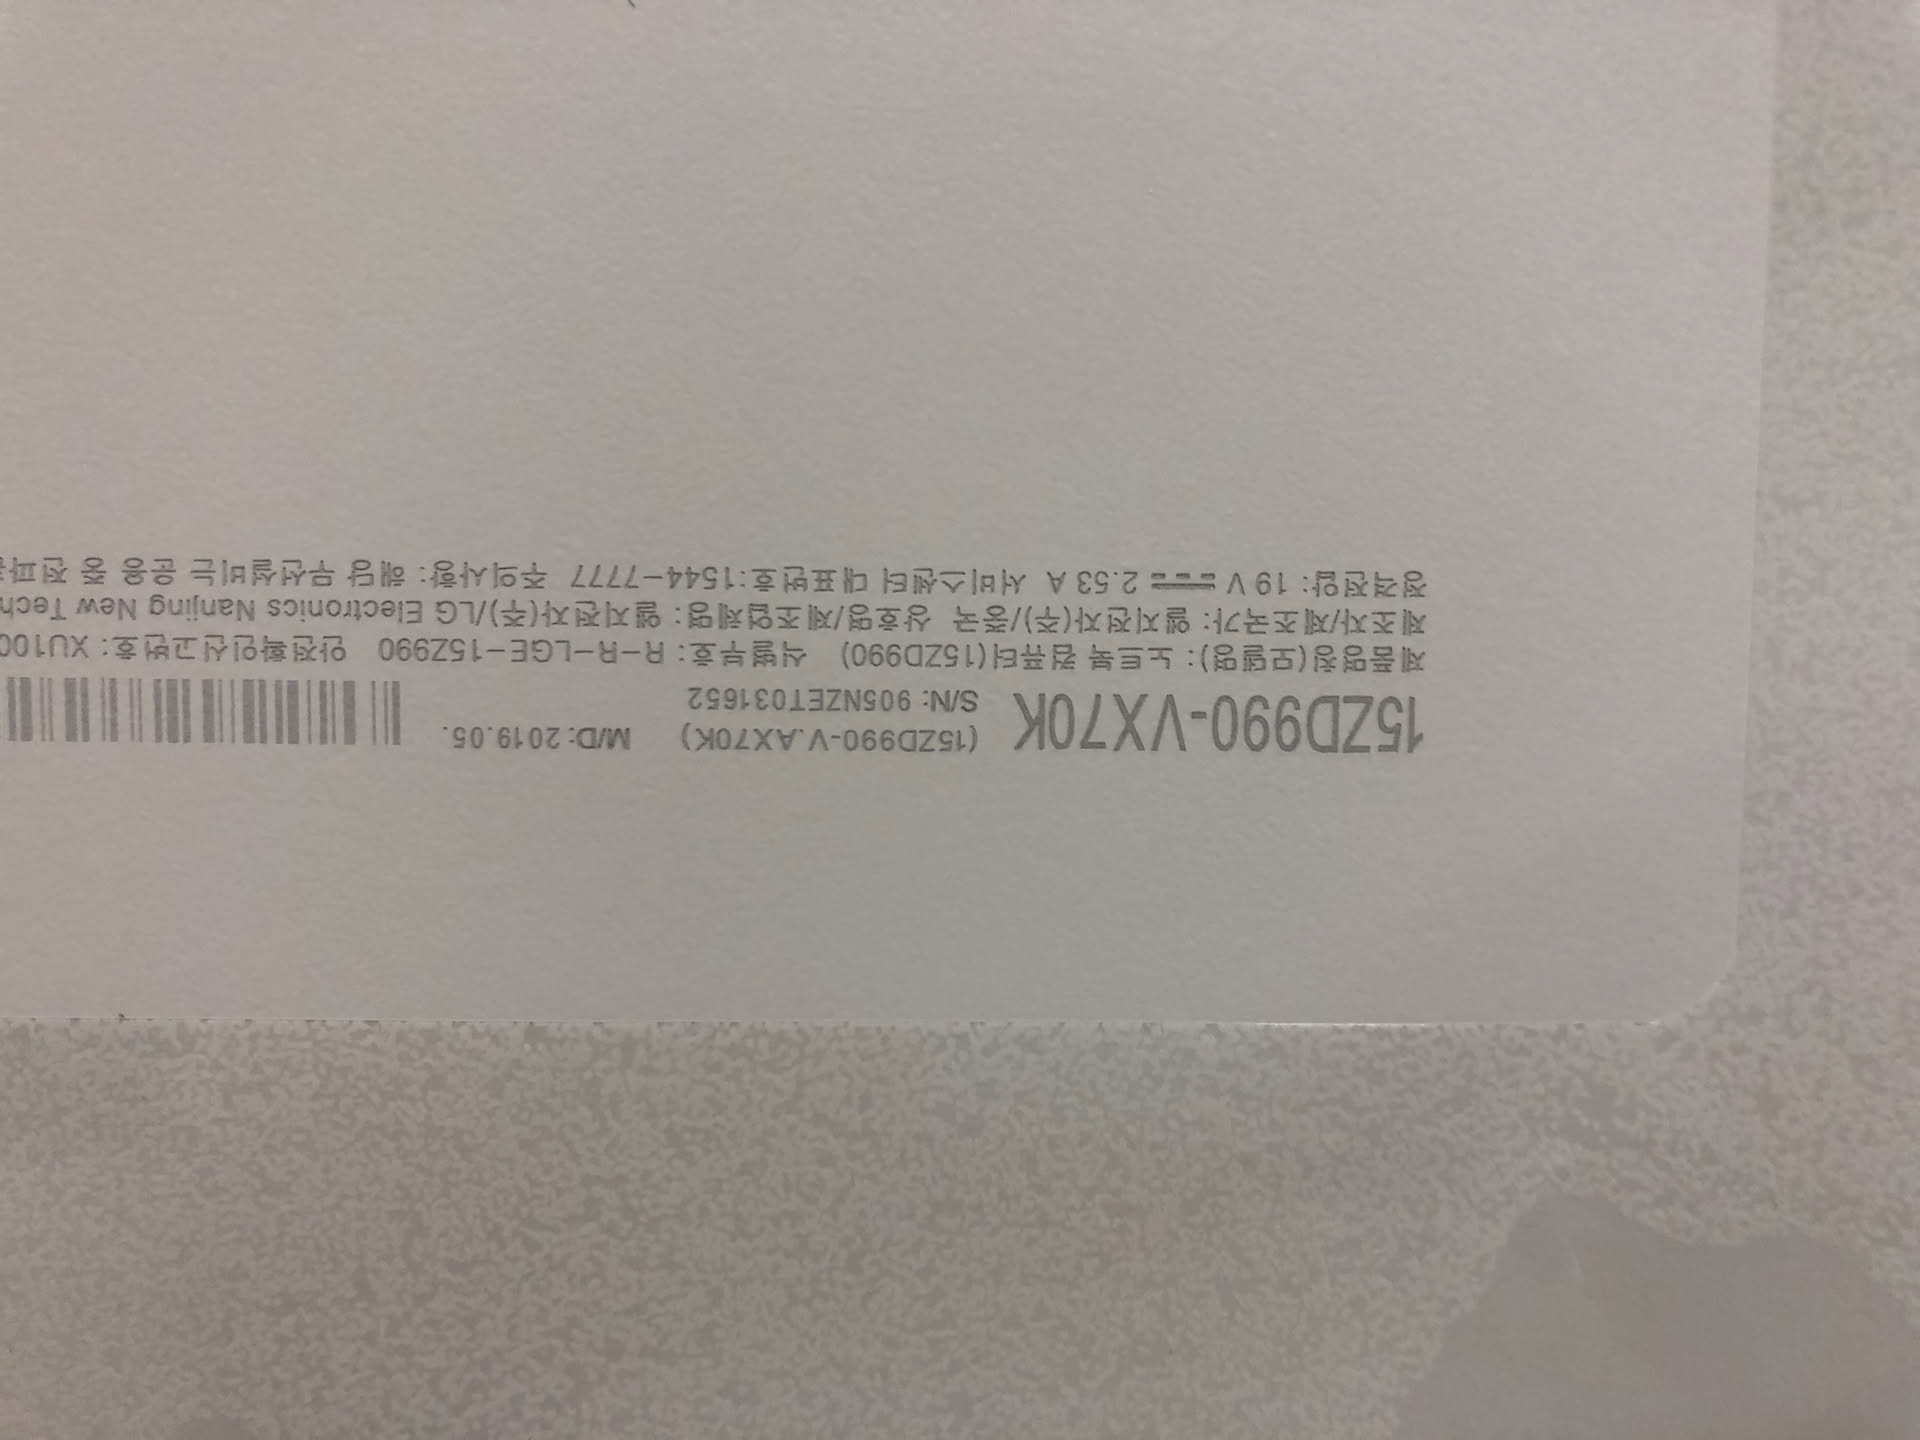 15ZD990-VX70K
(15ZD990-V.AX70K) M/D:2019.05.
S/N: 905NZET031652
제품명칭(모델명): 노트북 컴퓨터(15ZD990) 식별부호: R-R-LGE-15Z990 안전확인신고번호: XU100
제조자/제조국가: 엘지전자(주)/중국 상호명/제조업체명: 엘지전자(주)/LG Electronics Nanjing New Tech
정격전압: 19 V ⎓ 2.53 A 서비스센터 대표번호:1544-7777 주의사항: 해당 무선설비는 운용 중 전파